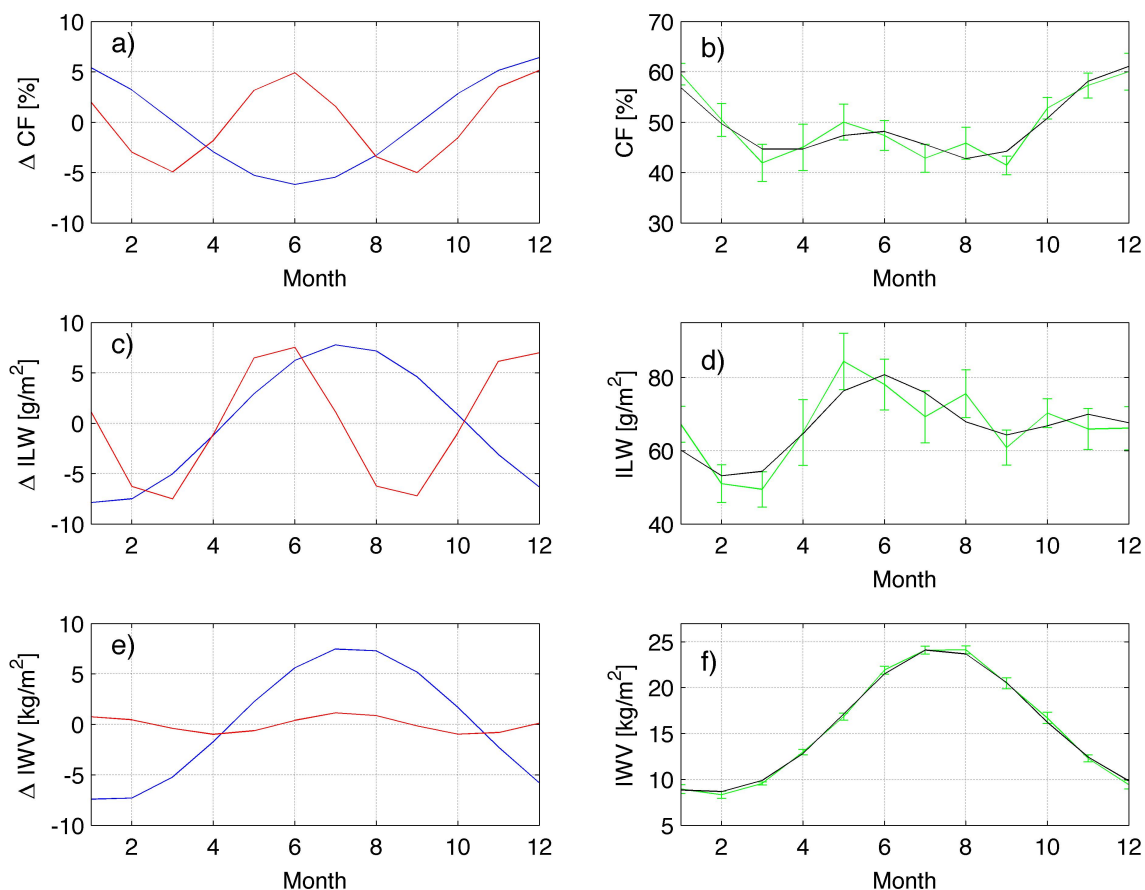 a)
Δ CF [%]
10
5
0
-5
-10
2 4 6 8 10 12
Month
b)
CF [%]
70
60
50
40
30
2 4 6 8 10 12
Month
c)
Δ ILW [g/m²]
10
5
0
-5
-10
2 4 6 8 10 12
Month
d)
ILW [g/m²]
80
60
40
2 4 6 8 10 12
Month
e)
Δ IWV [kg/m²]
10
5
0
-5
-10
2 4 6 8 10 12
Month
f)
IWV [kg/m²]
25
20
15
10
5
2 4 6 8 10 12
Month